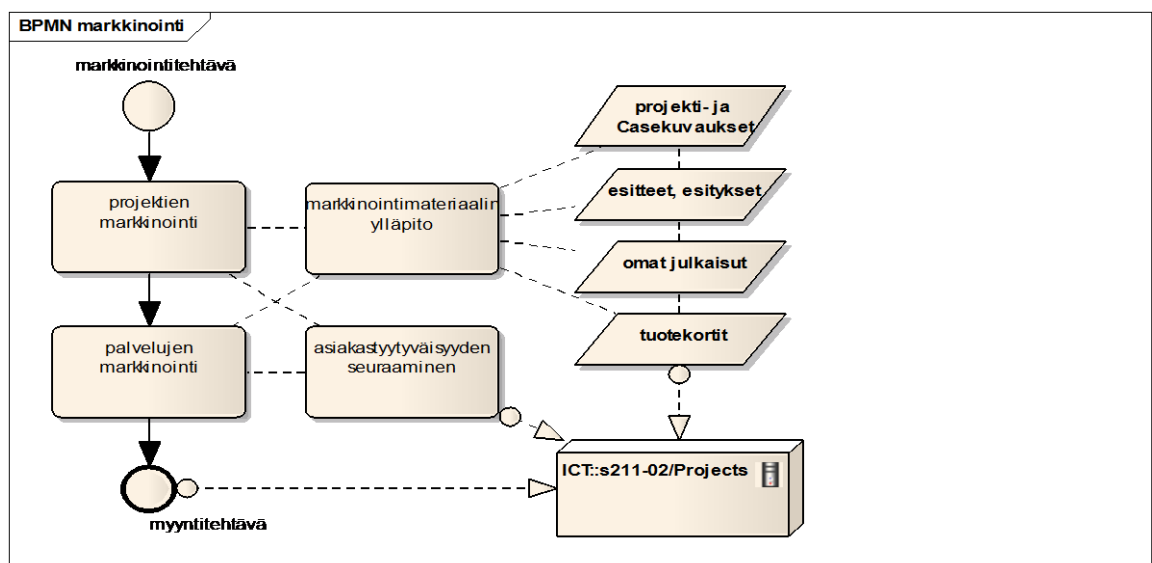 BPMN markkinointi
markkinointitehtävä
projektien
markkinointi
markkinointimateriaalin
ylläpito
projekti- ja
Casekuvaukset
esitteet, esitykset
omat julkaisut
tuotekortit
palvelujen
markkinointi
asiakastyytyväisyyden
seuraaminen
ICT::s211-02/Projects
myyntitehtävä